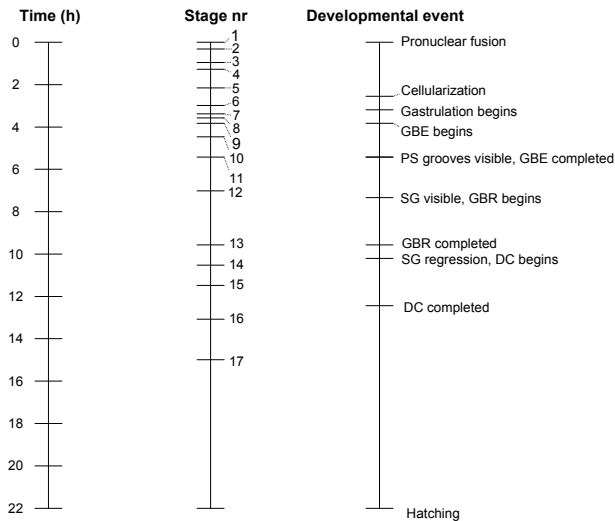 Time (h) Stage nr Developmental event
0 1 Pronuclear fusion
2
3
4
2 5 Cellularization
6 Gastrulation begins
7
4 8 GBE begins
9
10 PS grooves visible, GBE completed
6 11
12 SG visible, GBR begins
8
13 GBR completed
10 14 SG regression, DC begins
15
12 DC completed
16
14
17
16
18
20
22 Hatching